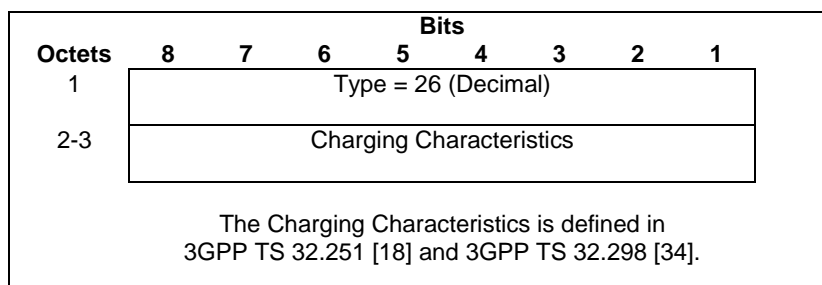 Bits
Octets 8 7 6 5 4 3 2 1
1 Type = 26 (Decimal)
2-3 Charging Characteristics
The Charging Characteristics is defined in
3GPP TS 32.251 [18] and 3GPP TS 32.298 [34].